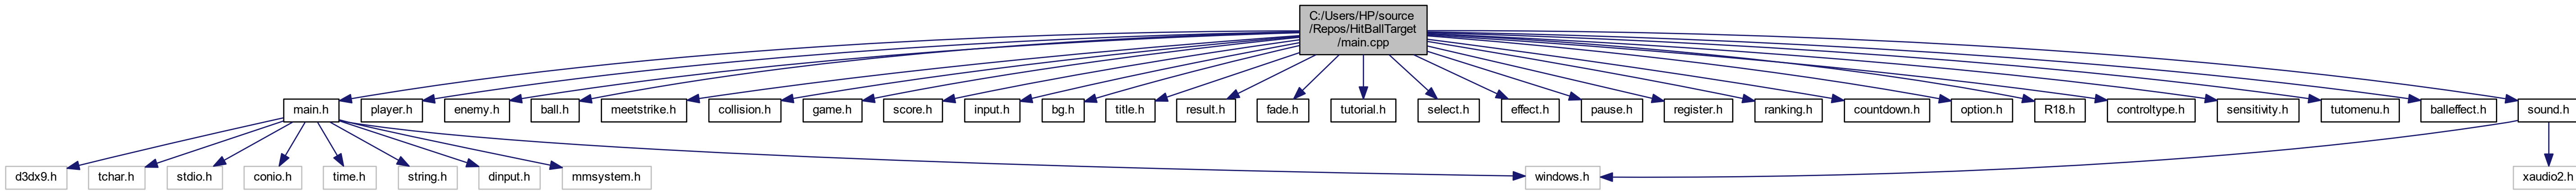 C:/Users/HP/source
/Repos/HitBallTarget
/main.cpp
main.h
player.h
enemy.h
ball.h
meetstrike.h
collision.h
game.h
score.h
input.h
bg.h
title.h
result.h
fade.h
tutorial.h
select.h
effect.h
pause.h
register.h
ranking.h
countdown.h
option.h
R18.h
controltype.h
sensitivity.h
tutomenu.h
balleffect.h
sound.h
d3dx9.h
tchar.h
stdio.h
conio.h
time.h
string.h
dinput.h
mmsystem.h
windows.h
xaudio2.h